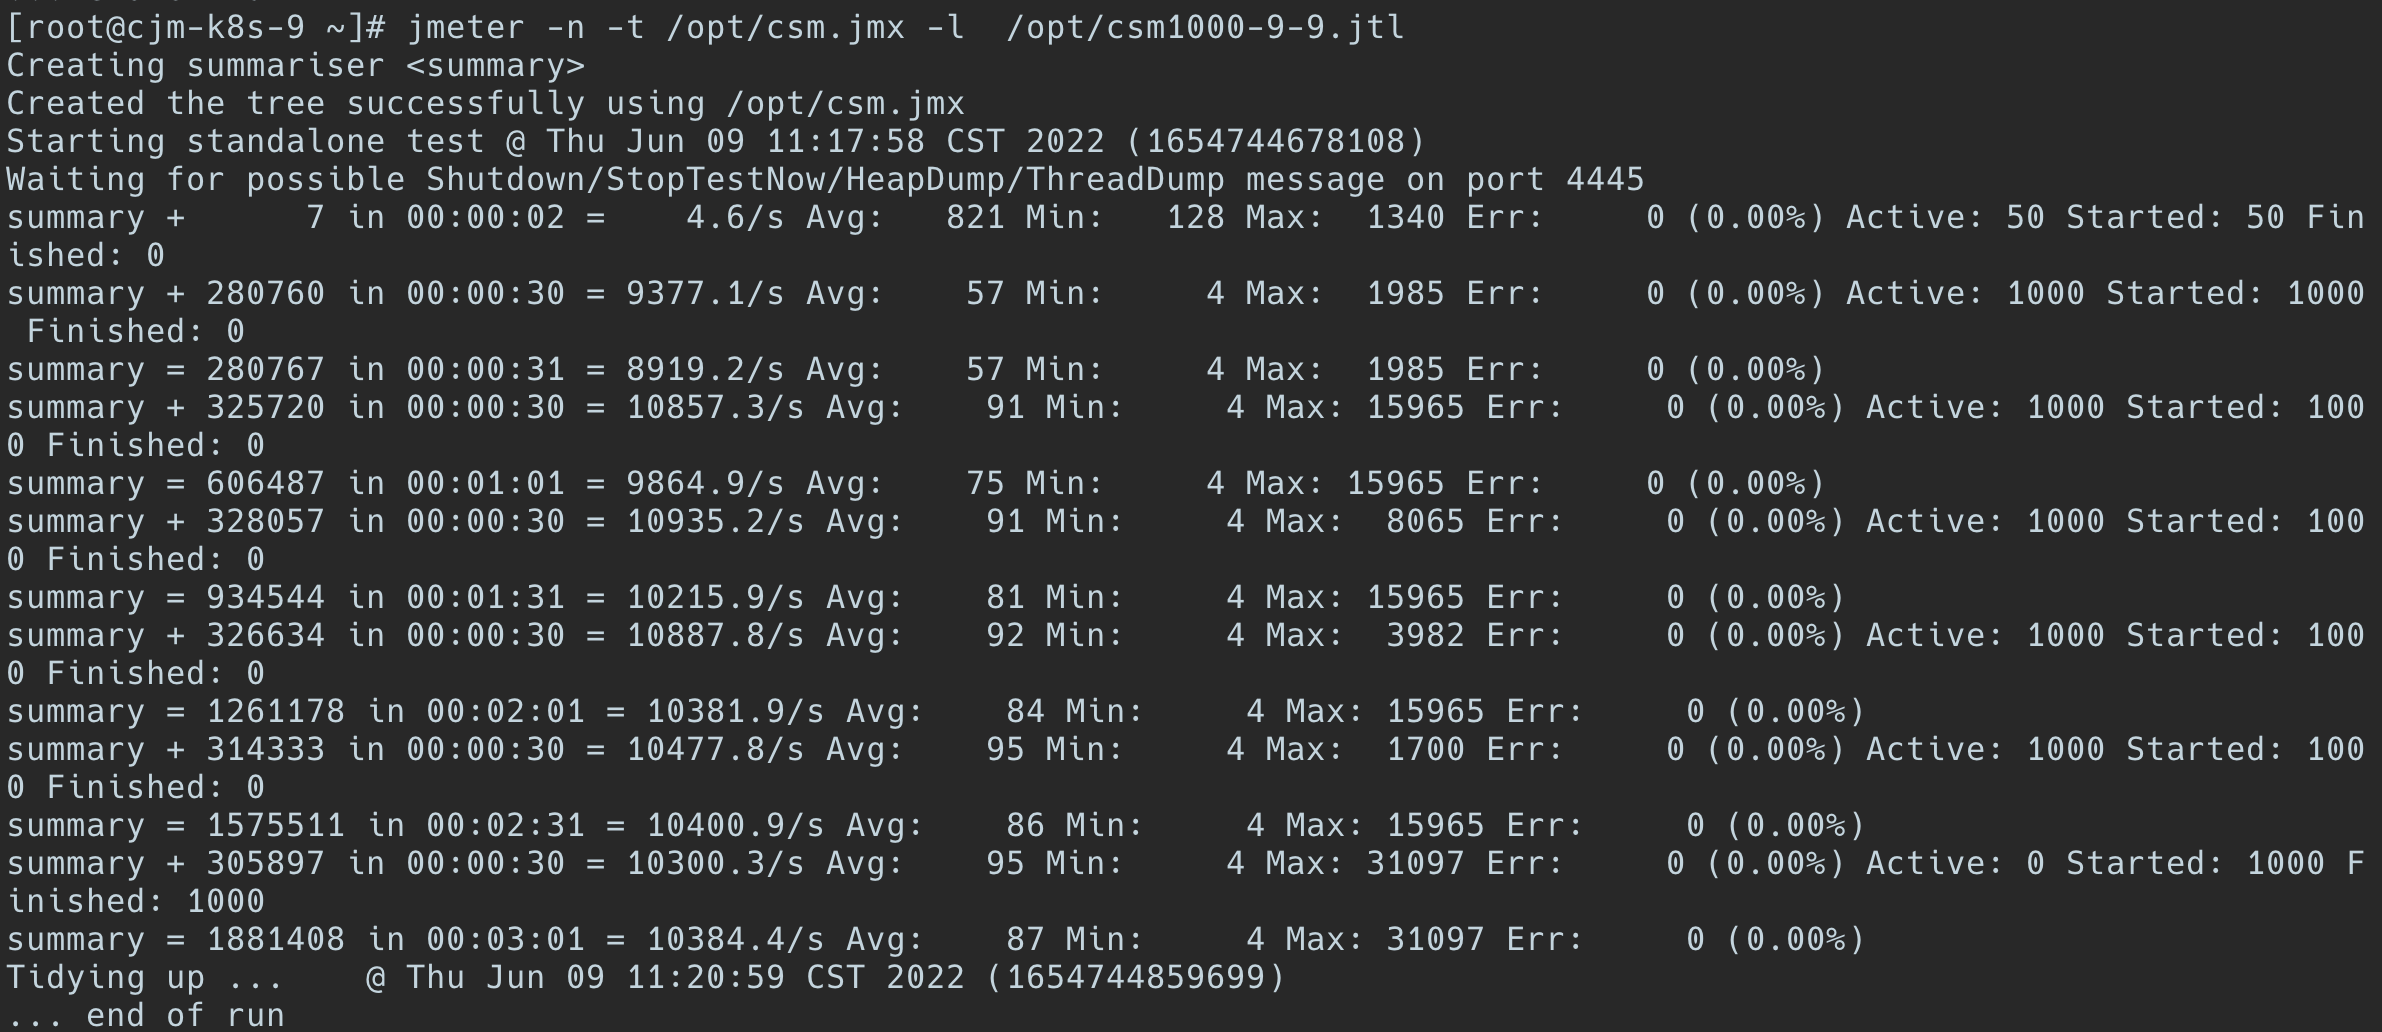 [root@cjm-k8s-9 ~]# jmeter -n -t /opt/csm.jmx -l  /opt/csm1000-9-9.jtl
Creating summariser <summary>
Created the tree successfully using /opt/csm.jmx
Starting standalone test @ Thu Jun 09 11:17:58 CST 2022 (1654744678108)
Waiting for possible Shutdown/StopTestNow/HeapDump/ThreadDump message on port 4445
summary +      7 in 00:00:02 =    4.6/s Avg:   821 Min:   128 Max:  1340 Err:     0 (0.00%) Active: 50 Started: 50 Fin
ished: 0
summary + 280760 in 00:00:30 = 9377.1/s Avg:    57 Min:     4 Max:  1985 Err:     0 (0.00%) Active: 1000 Started: 1000
 Finished: 0
summary = 280767 in 00:00:31 = 8919.2/s Avg:    57 Min:     4 Max:  1985 Err:     0 (0.00%)
summary + 325720 in 00:00:30 = 10857.3/s Avg:    91 Min:     4 Max: 15965 Err:     0 (0.00%) Active: 1000 Started: 100
0 Finished: 0
summary = 606487 in 00:01:01 = 9864.9/s Avg:    75 Min:     4 Max: 15965 Err:     0 (0.00%)
summary + 328057 in 00:00:30 = 10935.2/s Avg:    91 Min:     4 Max:  8065 Err:     0 (0.00%) Active: 1000 Started: 100
0 Finished: 0
summary = 934544 in 00:01:31 = 10215.9/s Avg:    81 Min:     4 Max: 15965 Err:     0 (0.00%)
summary + 326634 in 00:00:30 = 10887.8/s Avg:    92 Min:     4 Max:  3982 Err:     0 (0.00%) Active: 1000 Started: 100
0 Finished: 0
summary = 1261178 in 00:02:01 = 10381.9/s Avg:    84 Min:     4 Max: 15965 Err:     0 (0.00%)
summary + 314333 in 00:00:30 = 10477.8/s Avg:    95 Min:     4 Max:  1700 Err:     0 (0.00%) Active: 1000 Started: 100
0 Finished: 0
summary = 1575511 in 00:02:31 = 10400.9/s Avg:    86 Min:     4 Max: 15965 Err:     0 (0.00%)
summary + 305897 in 00:00:30 = 10300.3/s Avg:    95 Min:     4 Max: 31097 Err:     0 (0.00%) Active: 0 Started: 1000 F
inished: 1000
summary = 1881408 in 00:03:01 = 10384.4/s Avg:    87 Min:     4 Max: 31097 Err:     0 (0.00%)
Tidying up ...    @ Thu Jun 09 11:20:59 CST 2022 (1654744859699)
... end of run